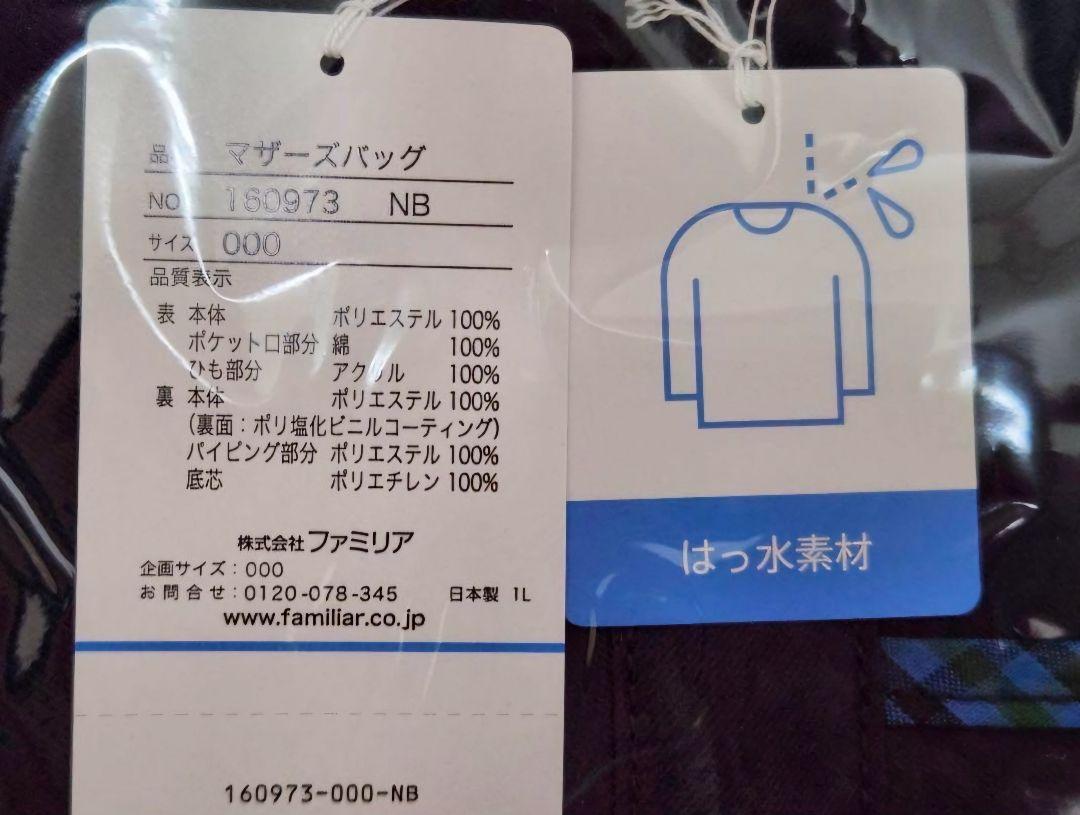 品名 マザーズバッグ
NO 160973 NB
サイズ 000
品質表示
表 本体 ポリエステル 100%
ポケット口部分 綿 100%
ひも部分 アクリル 100%
裏 本体 ポリエステル 100%
(裏面：ポリ塩化ビニルコーティング)
パイピング部分 ポリエステル 100%
底芯 ポリエチレン 100%
株式会社ファミリア
企画サイズ：000
お問合せ：0120-078-345 日本製 1L
www.familiar.co.jp
160973-000-NB
はっ水素材